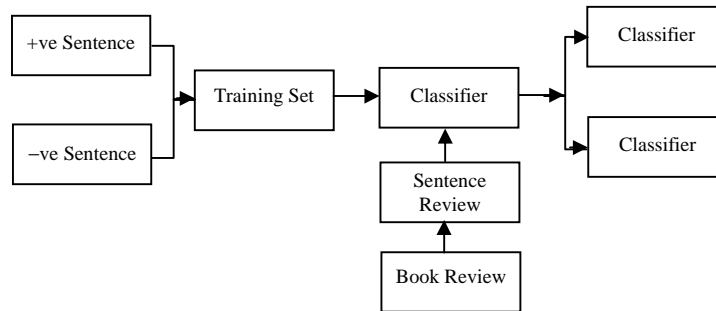 +ve Sentence
−ve Sentence
Training Set
Classifier
Sentence
Review
Book Review
Classifier
Classifier